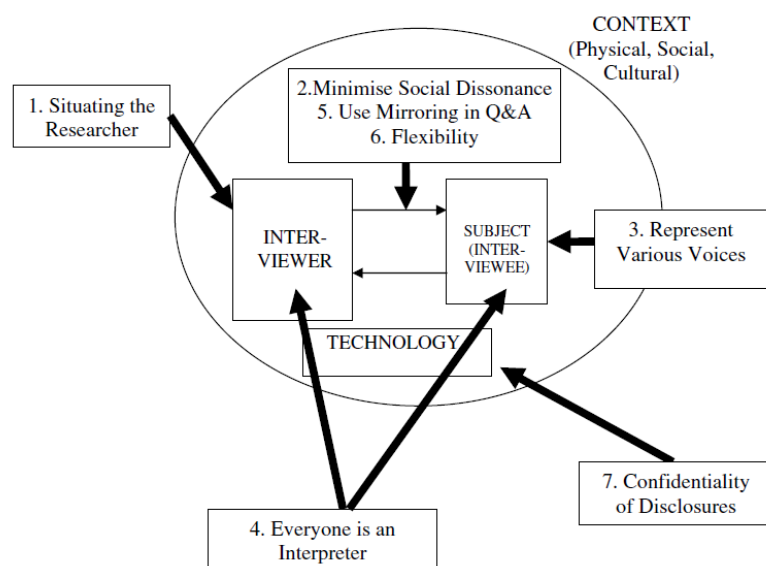 CONTEXT
(Physical, Social,
Cultural)
2.Minimise Social Dissonance
5. Use Mirroring in Q&A
6. Flexibility
1. Situating the
Researcher
INTER-
VIEWER
SUBJECT
(INTER-
VIEWEE)
3. Represent
Various Voices
TECHNOLOGY
7. Confidentiality
of Disclosures
4. Everyone is an
Interpreter